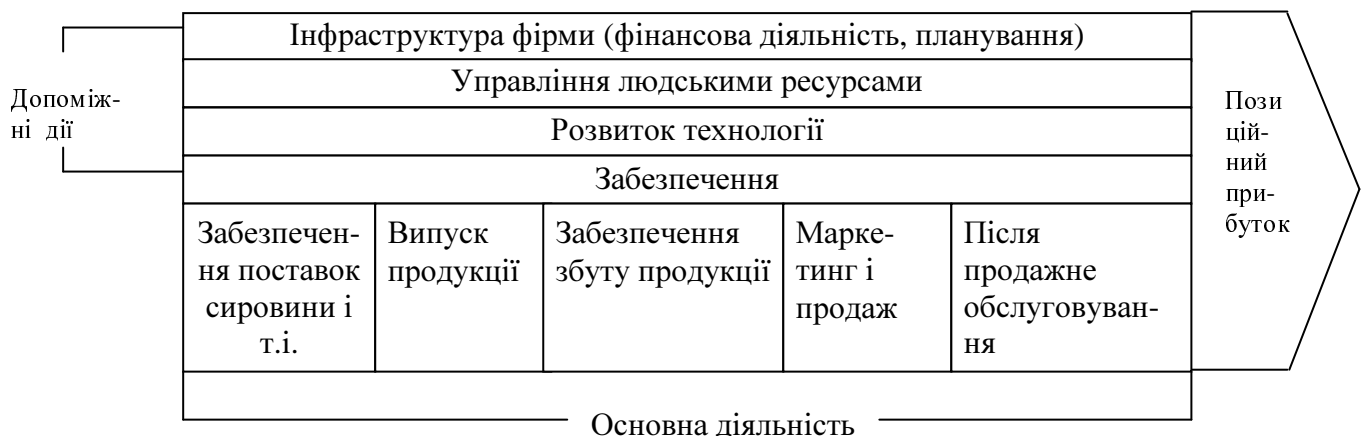 Інфраструктура фірми (фінансова діяльність, планування)
Управління людськими ресурсами
Розвиток технології
Забезпечення
Допоміж-
ні дії
Забезпечен-
ня поставок
сировини і
т.і.
Випуск
продукції
Забезпечення
збуту продукції
Марке-
тинг і
продаж
Після
продажне
обслуговуван-
ня
Пози
цій-
ний
при-
буток
Основна діяльність